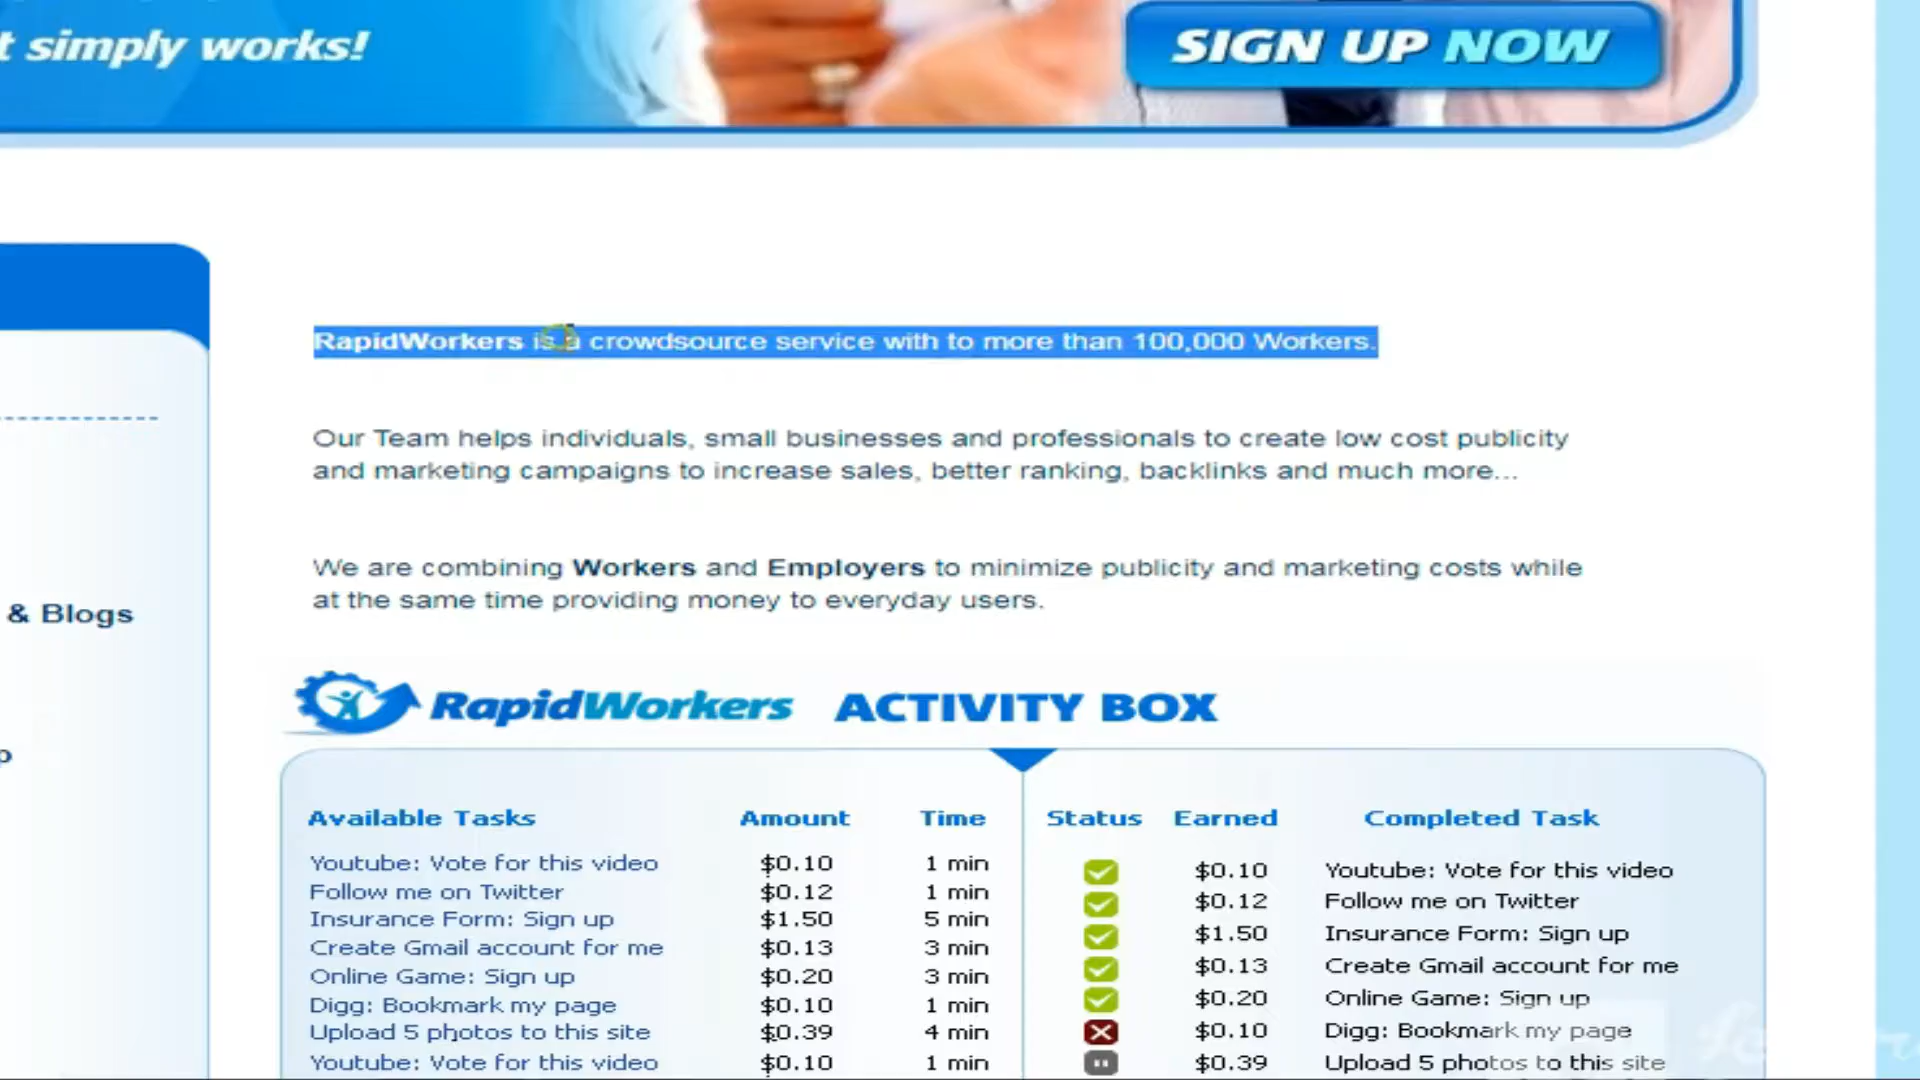 t simply works!
SIGN UP NOW
RapidWorkers is a crowdsource service with to more than 100,000 Workers.
Our Team helps individuals, small businesses and professionals to create low cost publicity
and marketing campaigns to increase sales, better ranking, backlinks and much more...
We are combining Workers and Employers to minimize publicity and marketing costs while
at the same time providing money to everyday users.
& Blogs
p
RapidWorkers ACTIVITY BOX
Available Tasks Amount Time Status Earned Completed Task
Youtube: Vote for this video $0.10 1 min $0.10 Youtube: Vote for this video
Follow me on Twitter $0.12 1 min $0.12 Follow me on Twitter
Insurance Form: Sign up $1.50 5 min $1.50 Insurance Form: Sign up
Create Gmail account for me $0.13 3 min $0.13 Create Gmail account for me
Online Game: Sign up $0.20 3 min $0.20 Online Game: Sign up
Digg: Bookmark my page $0.10 1 min $0.10 Digg: Bookmark my page
Upload 5 photos to this site $0.39 4 min $0.39 Upload 5 photos to this site
Youtube: Vote for this video $0.10 1 min